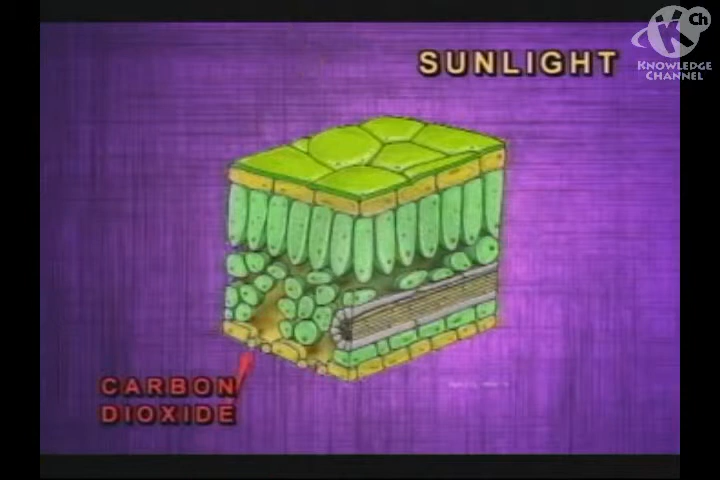 Ch
K
KNOWLEDGE
CHANNEL
SUNLIGHT
CARBON
DIOXIDE